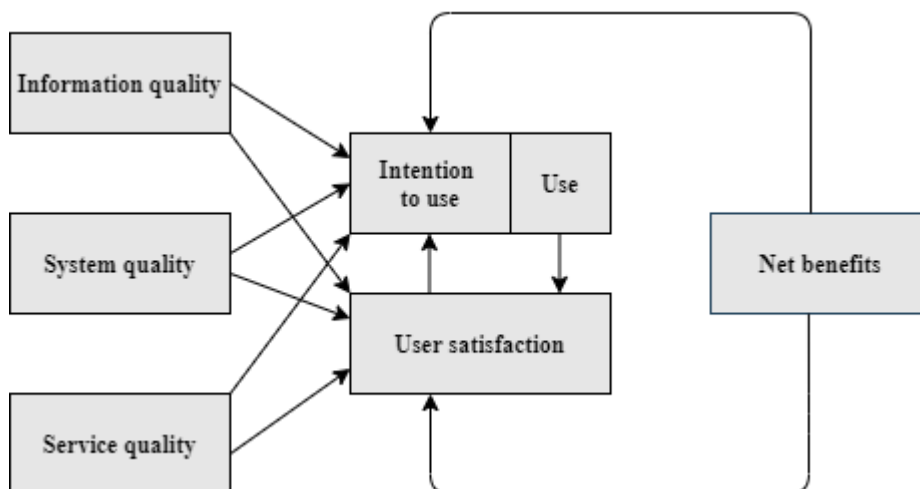 Information quality
Intention
to use
Use
System quality
Net benefits
User satisfaction
Service quality